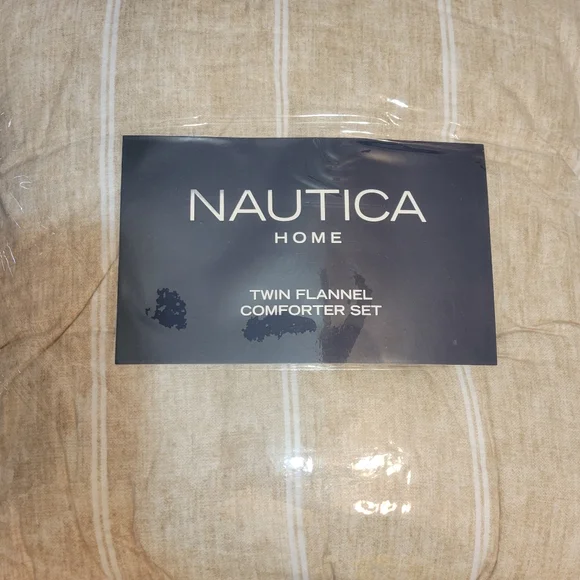 NAUTICA
HOME
TWIN FLANNEL
COMFORTER SET